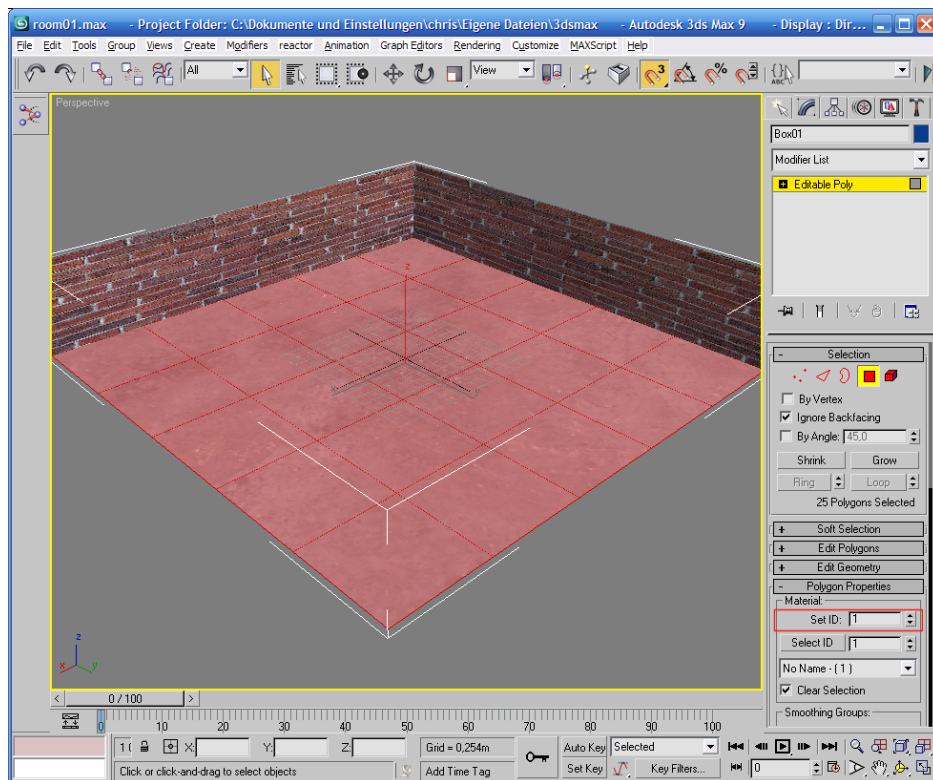 room01.max - Project Folder: C:\Dokumente und Einstellungen\chris\Eigene Dateien\3dsmax - Autodesk 3ds Max 9 - Display : Dir...
File Edit Tools Group Views Create Modifiers reactor Animation Graph Editors Rendering Customize MAXScript Help
All
View
3
%
ABC
Perspective
Box01
Modifier List
Editable Poly
z
x
y
- Selection
By Vertex
Ignore Backfacing
By Angle: 45,0
Shrink Grow
Ring Loop
25 Polygons Selected
+ Soft Selection
+ Edit Polygons
+ Edit Geometry
- Polygon Properties
Material:
Set ID: 1
Select ID 1
No Name - ( 1 )
Clear Selection
Smoothing Groups:
z
x y
< 0 / 100 >
0 10 20 30 40 50 60 70 80 90 100
1 ( X: Y: Z: Grid = 0,254m Auto Key Selected
Click or click-and-drag to select objects Add Time Tag Set Key Key Filters... 0